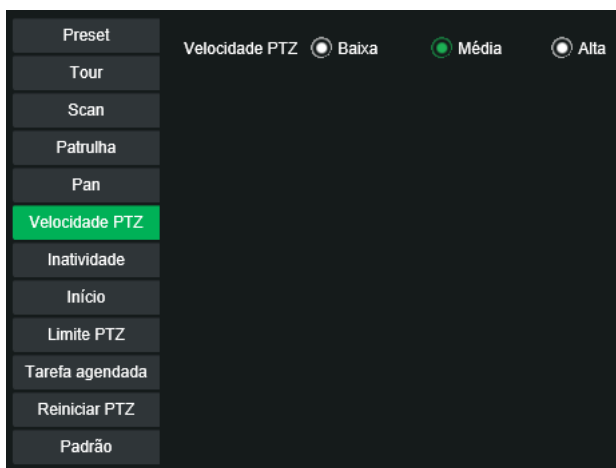 Preset
Velocidade PTZ Baixa Média Alta
Tour
Scan
Patrulha
Pan
Velocidade PTZ
Inatividade
Início
Limite PTZ
Tarefa agendada
Reiniciar PTZ
Padrão